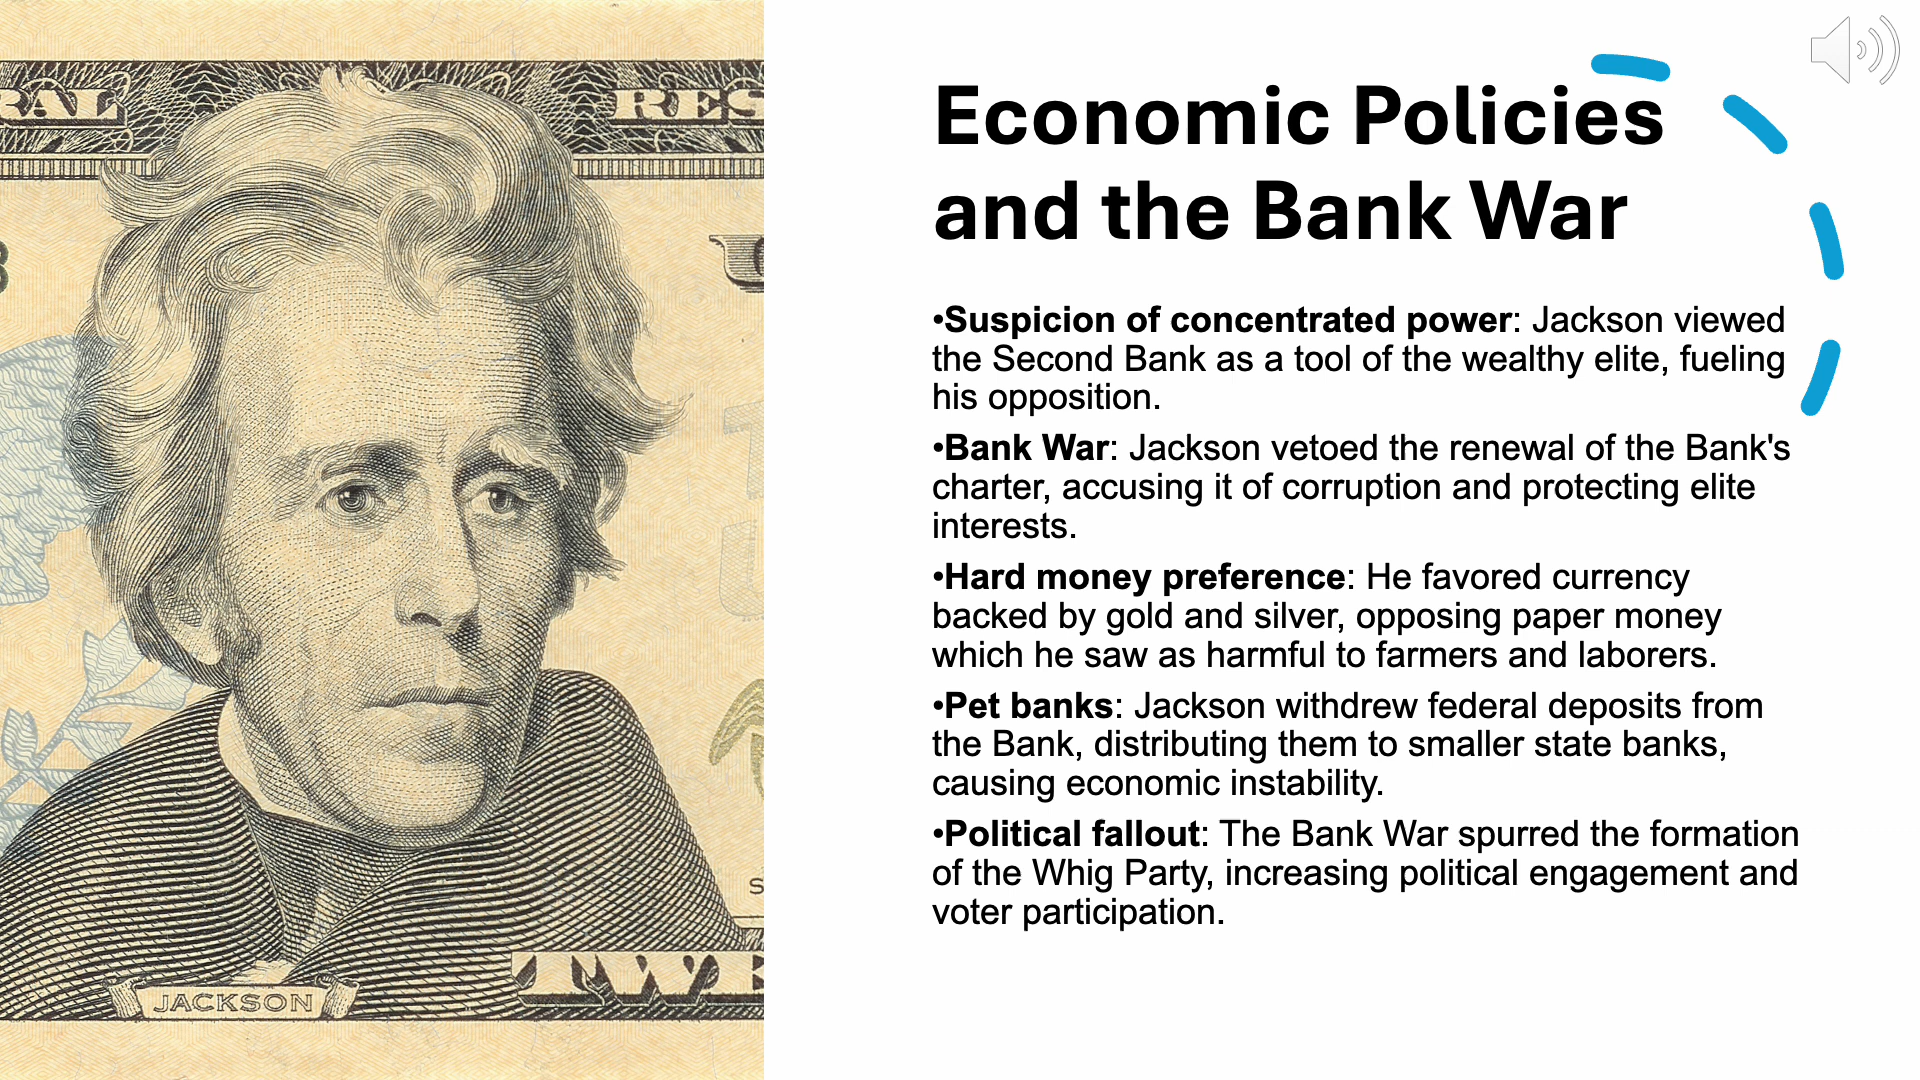 RAL
RES
Economic Policies
and the Bank War
•Suspicion of concentrated power: Jackson viewed
the Second Bank as a tool of the wealthy elite, fueling
his opposition.
•Bank War: Jackson vetoed the renewal of the Bank's
charter, accusing it of corruption and protecting elite
interests.
•Hard money preference: He favored currency
backed by gold and silver, opposing paper money
which he saw as harmful to farmers and laborers.
•Pet banks: Jackson withdrew federal deposits from
the Bank, distributing them to smaller state banks,
causing economic instability.
•Political fallout: The Bank War spurred the formation
of the Whig Party, increasing political engagement and
voter participation.
TWE
JACKSON